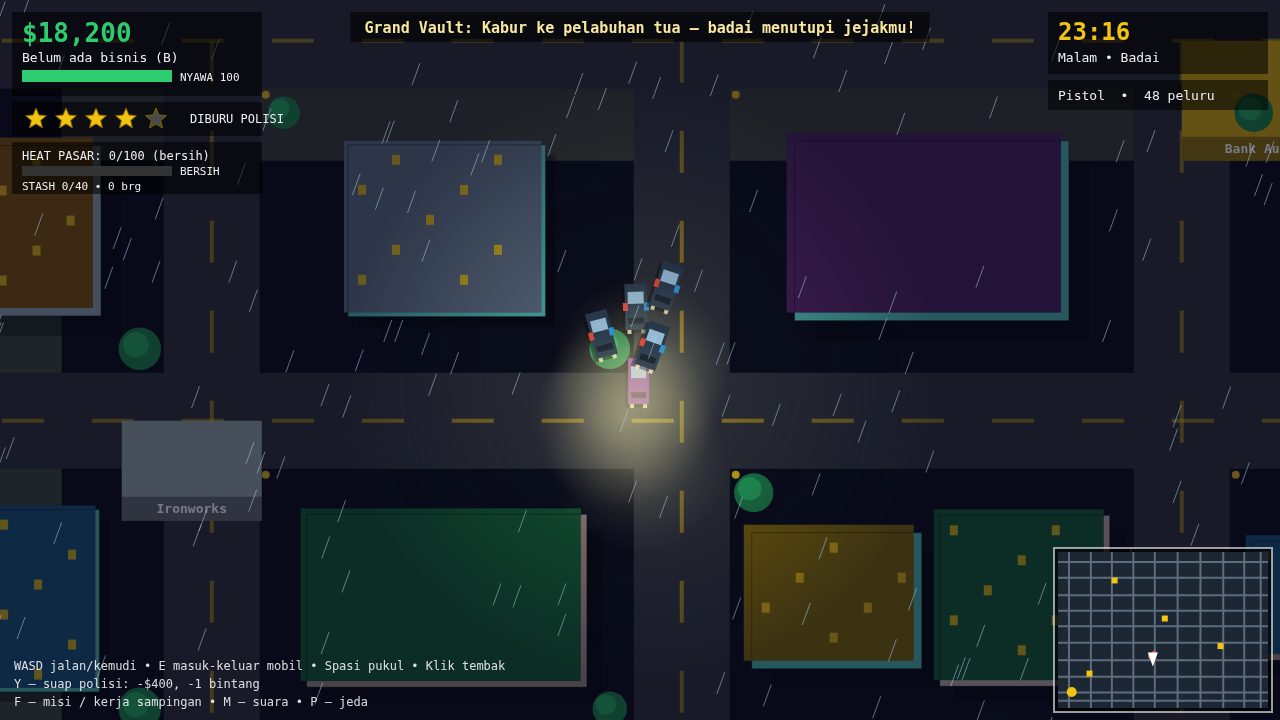 $18,200
Belum ada bisnis (B)
NYAWA 100
DIBURU POLISI
HEAT PASAR: 0/100 (bersih)
BERSIH
STASH 0/40 • 0 brg
Grand Vault: Kabur ke pelabuhan tua — badai menutupi jejakmu!
23:16
Malam • Badai
Pistol • 48 peluru
Bank Au
Ironworks
WASD jalan/kemudi • E masuk-keluar mobil • Spasi pukul • Klik tembak
Y — suap polisi: -$400, -1 bintang
F — misi / kerja sampingan • M — suara • P — jeda